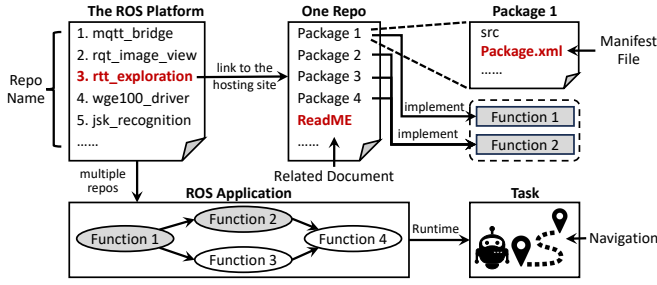 The ROS Platform
Repo
Name
1. mqtt_bridge
2. rqt_image_view
3. rtt_exploration
4. wge100_driver
5. jsk_recognition
......
link to the
hosting site
One Repo
Package 1
Package 2
Package 3
Package 4
ReadME
......
Related Document
Package 1
src
Package.xml
......
Manifest
File
implement
Function 1
implement
Function 2
multiple
repos
ROS Application
Function 1
Function 2
Function 3
Function 4
Runtime
Task
Navigation